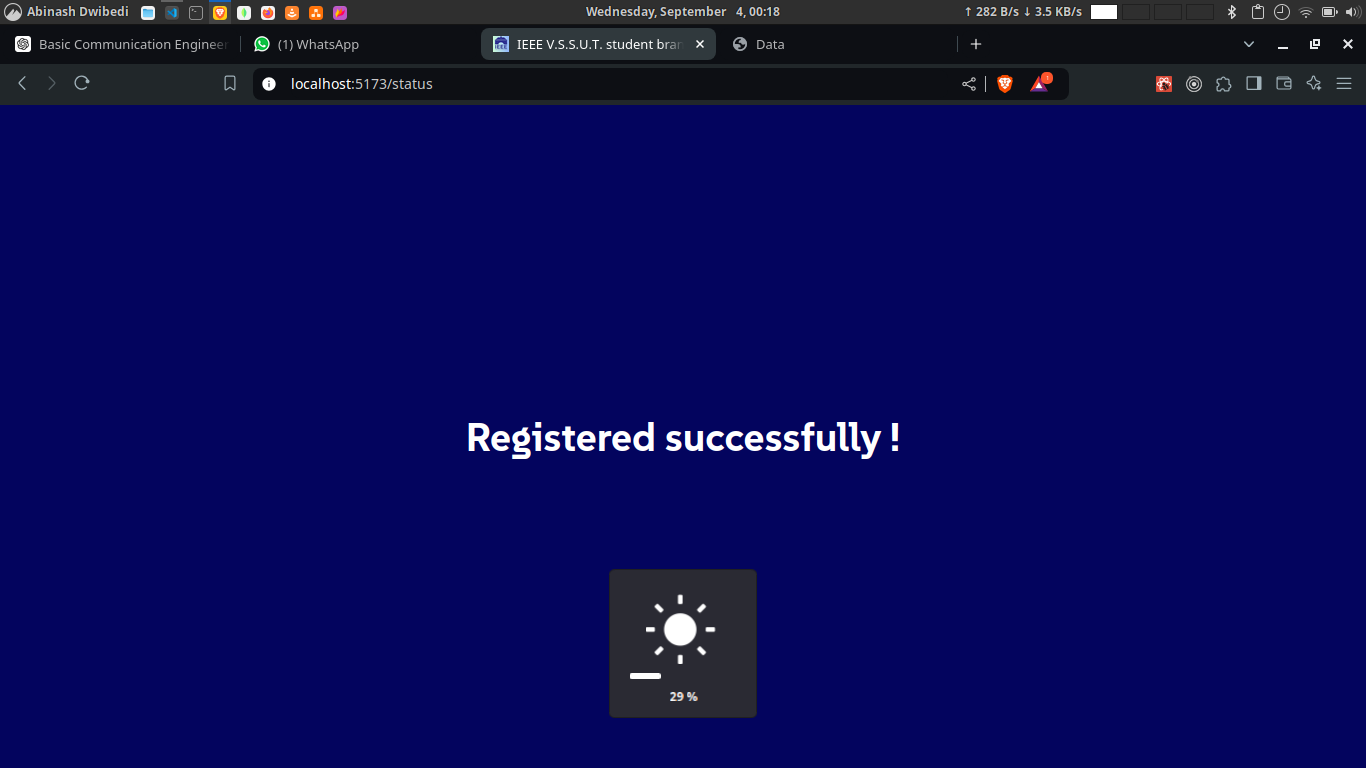 Abinash Dwibedi
Wednesday, September 4, 00:18
↑ 282 B/s ↓ 3.5 KB/s
Basic Communication Engineer
(1) WhatsApp
IEEE V.S.S.U.T. student bran
Data
localhost:5173/status
1
Registered successfully !
29 %